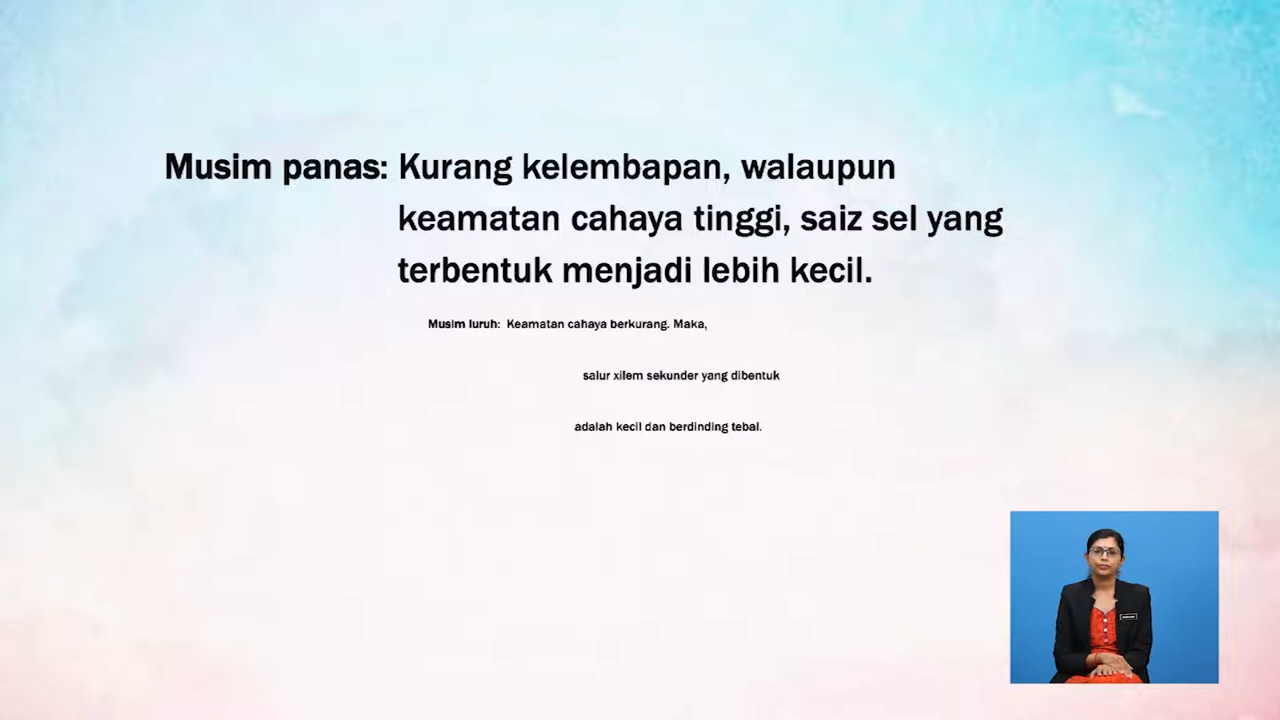 Musim panas: Kurang kelembapan, walaupun
keamatan cahaya tinggi, saiz sel yang
terbentuk menjadi lebih kecil.
Musim luruh: Keamatan cahaya berkurang. Maka,
salur xilem sekunder yang dibentuk
adalah kecil dan berdinding tebal.